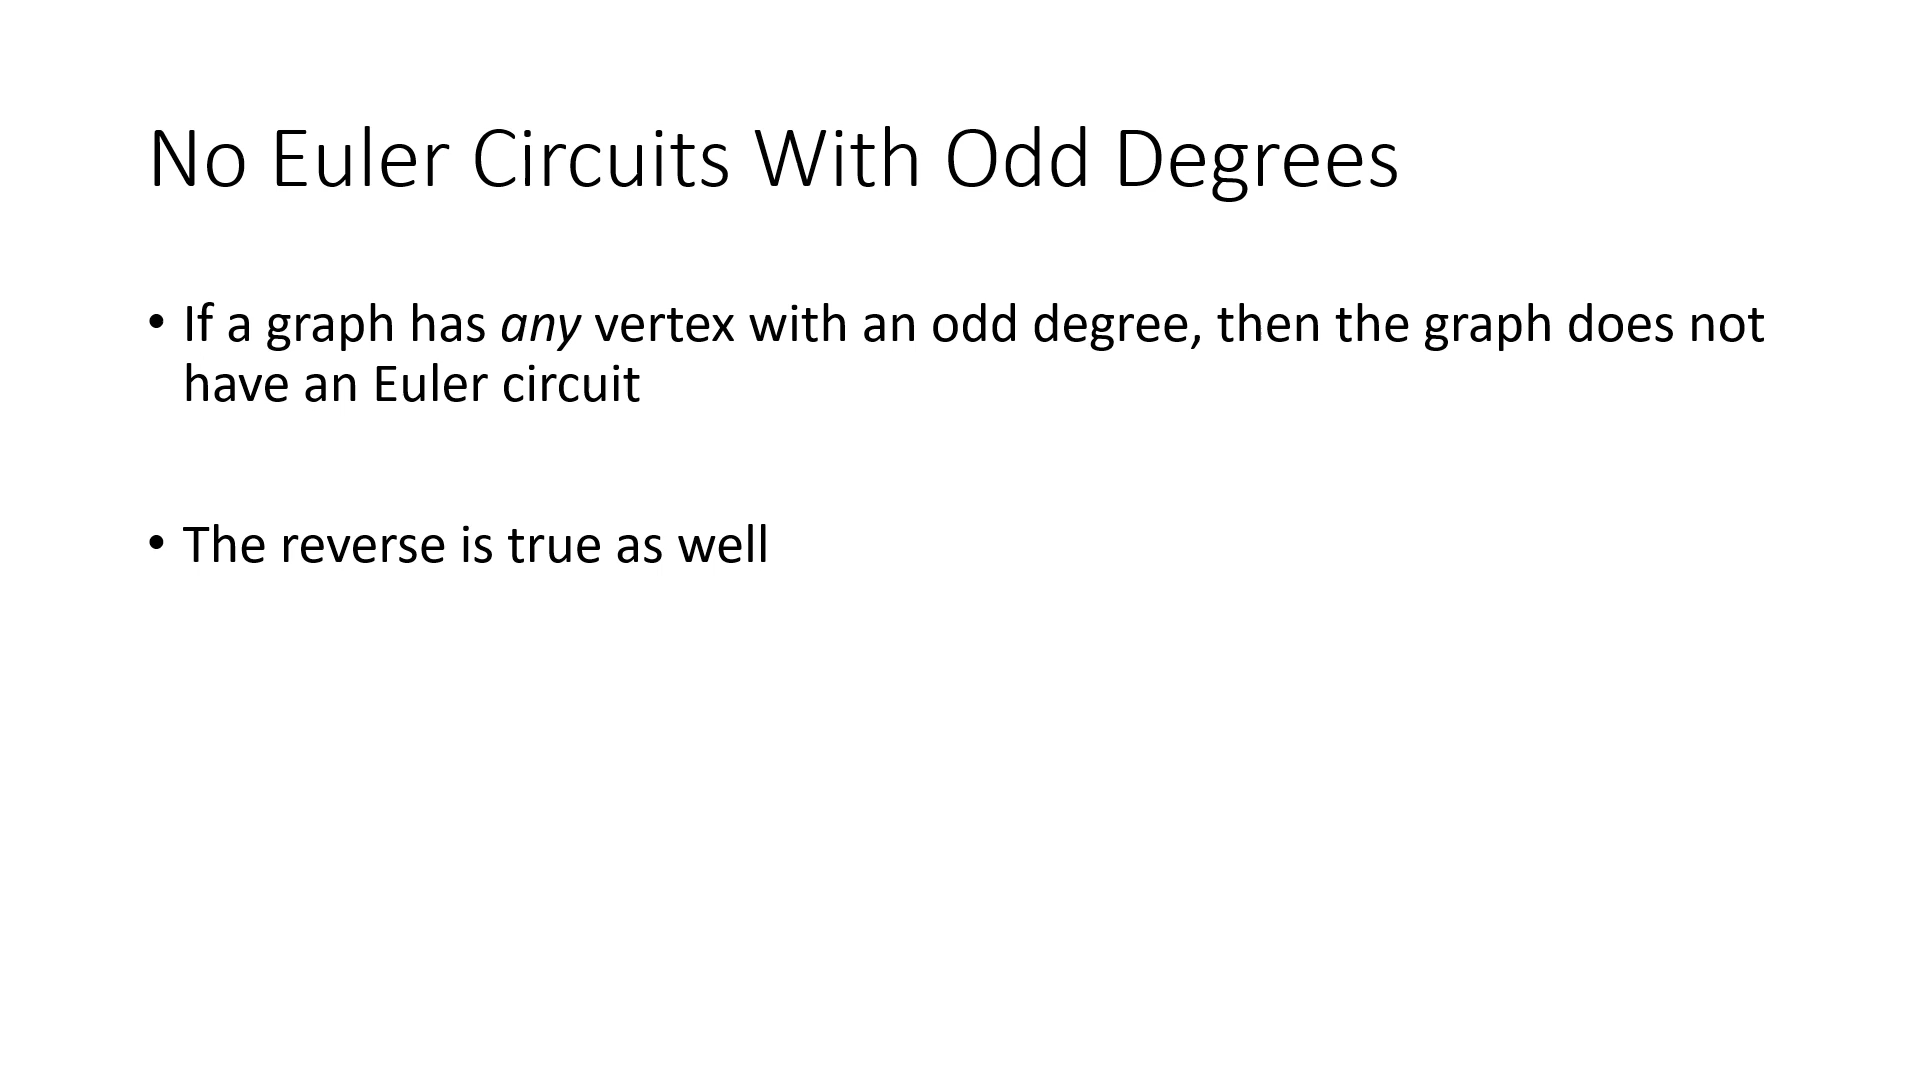 No Euler Circuits With Odd Degrees
• If a graph has any vertex with an odd degree, then the graph does not
have an Euler circuit
• The reverse is true as well